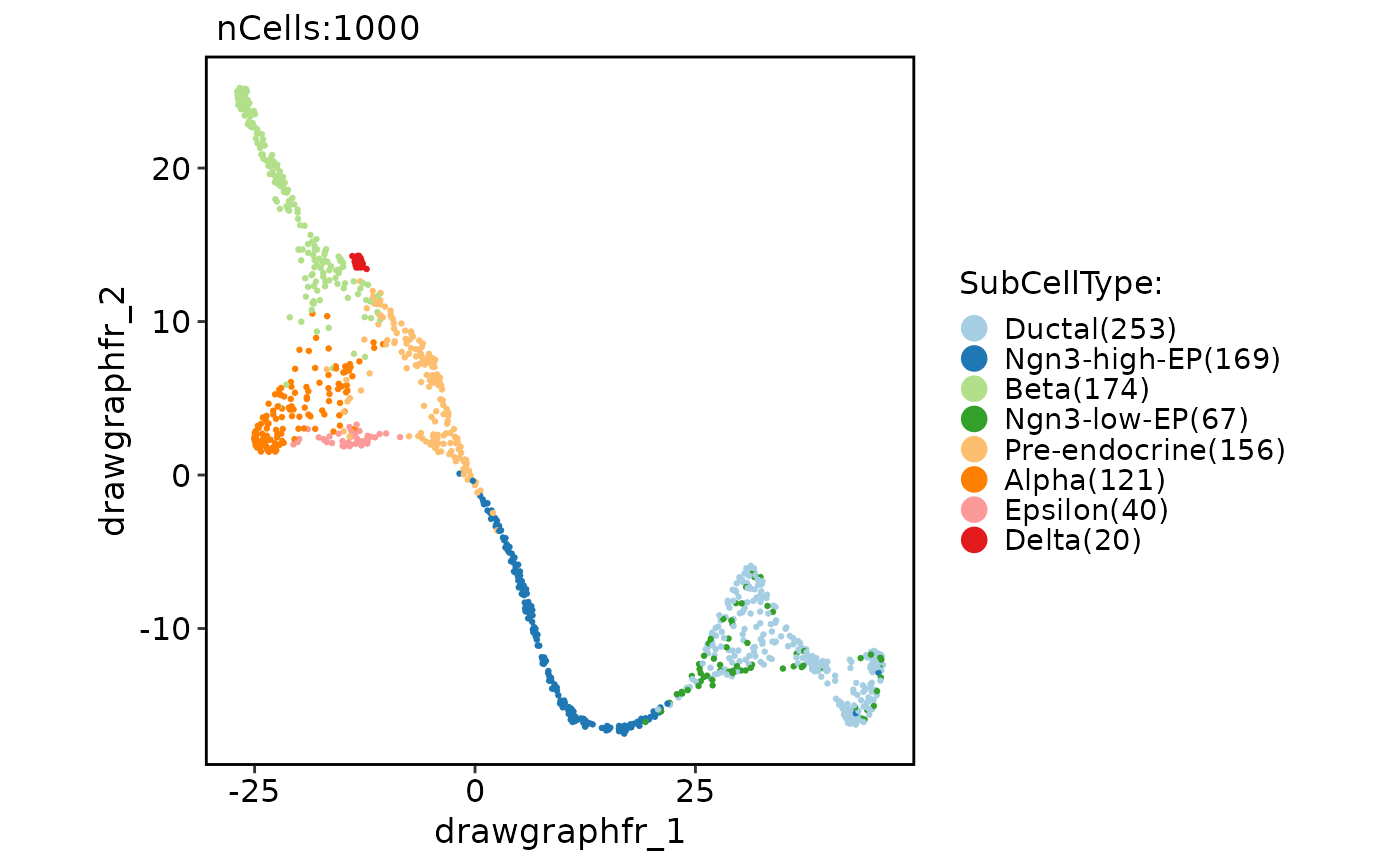 nCells:1000
20
10
0
-10
drawgraphfr_2
-25
0
25
drawgraphfr_1
SubCellType:
Ductal(253)
Ngn3-high-EP(169)
Beta(174)
Ngn3-low-EP(67)
Pre-endocrine(156)
Alpha(121)
Epsilon(40)
Delta(20)